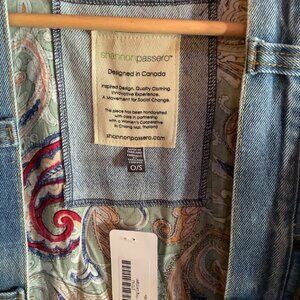 shannonpassero™
Designed in Canada
Inspired Design. Quality Clothing.
Innovative Experience.
A Movement for Social Change.
This piece has been handcrafted
with care in partnership
with a Women's Cooperative
in Chiang Mai, Thailand
shannonpassero.com
O/S